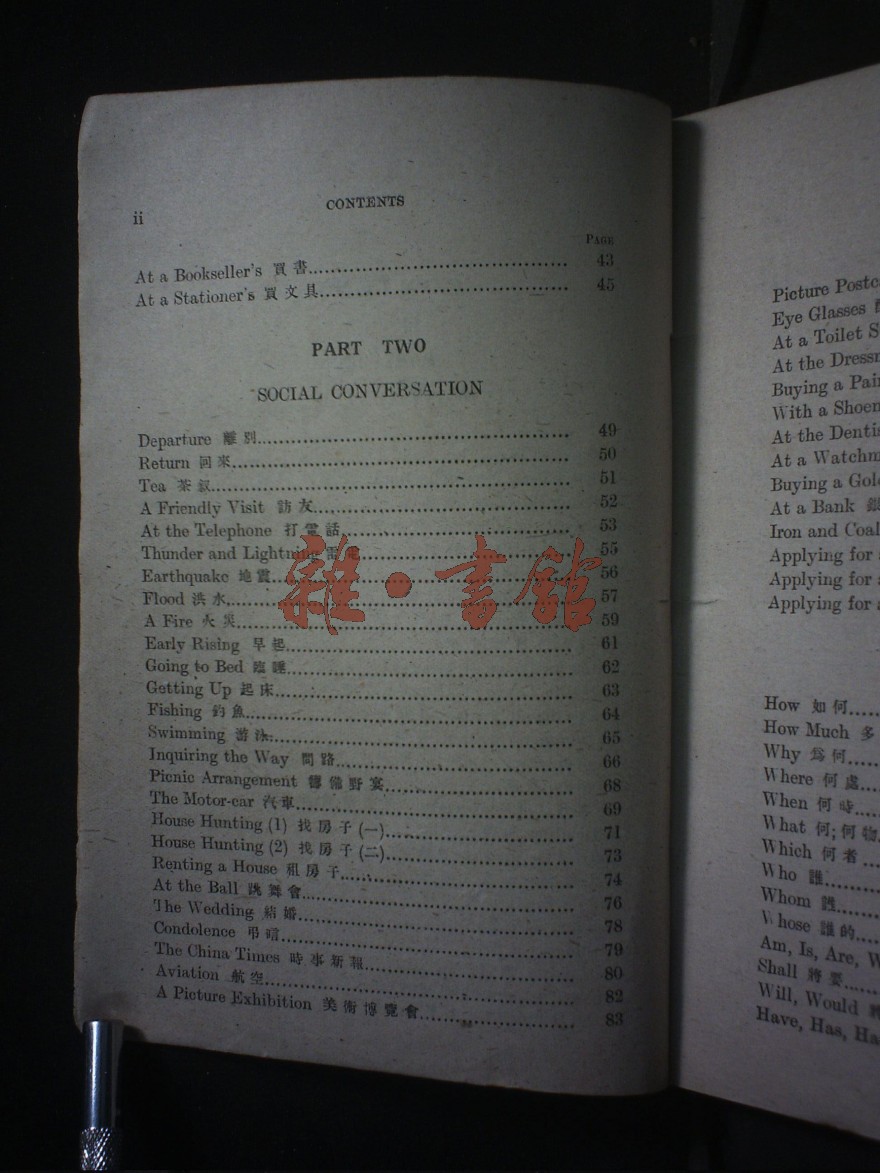 ii
CONTENTS
PAGE
At a Bookseller's 買書 43
At a Stationer's 買文具 45
PART TWO
SOCIAL CONVERSATION
Departure 離別 49
Return 回來 50
Tea 茶叙 51
A Friendly Visit 訪友 52
At the Telephone 打電話 53
Thunder and Lightning 雷電 55
Earthquake 地震 56
Flood 洪水 57
A Fire 火災 59
Early Rising 早起 61
Going to Bed 臨睡 62
Getting Up 起床 63
Fishing 釣魚 64
Swimming 游泳 65
Inquiring the Way 問路 66
Picnic Arrangement 籌備野宴 68
The Motor-car 汽車 69
House Hunting (1) 找房子(一) 71
House Hunting (2) 找房子(二) 73
Renting a House 租房子 74
At the Ball 跳舞會 76
The Wedding 結婚 78
Condolence 弔唁 79
The China Times 時事新報 80
Aviation 航空 82
A Picture Exhibition 美術博覽會 83
雜·書館
Picture Postc
Eye Glasses
At a Toilet S
At the Dress
Buying a Pai
With a Shoe
At the Denti
At a Watchm
Buying a Gol
At a Bank 銀
Iron and Coal
Applying for
Applying for
Applying for
How 如何
How Much 多
Why 爲何
Where 何處
When 何時
What 何;何物
Which 何者
Who 誰
Whom 誰
Whose 誰的
Am, Is, Are, W
Shall 將要
Will, Would 將
Have, Has, Ha